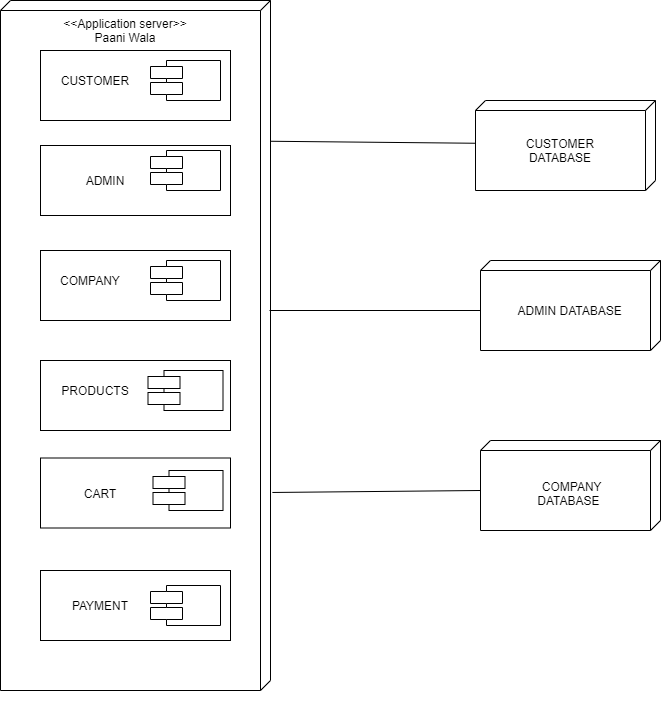 <<Application server>>
Paani Wala
CUSTOMER
ADMIN
COMPANY
PRODUCTS
CART
PAYMENT
CUSTOMER
DATABASE
ADMIN DATABASE
COMPANY
DATABASE